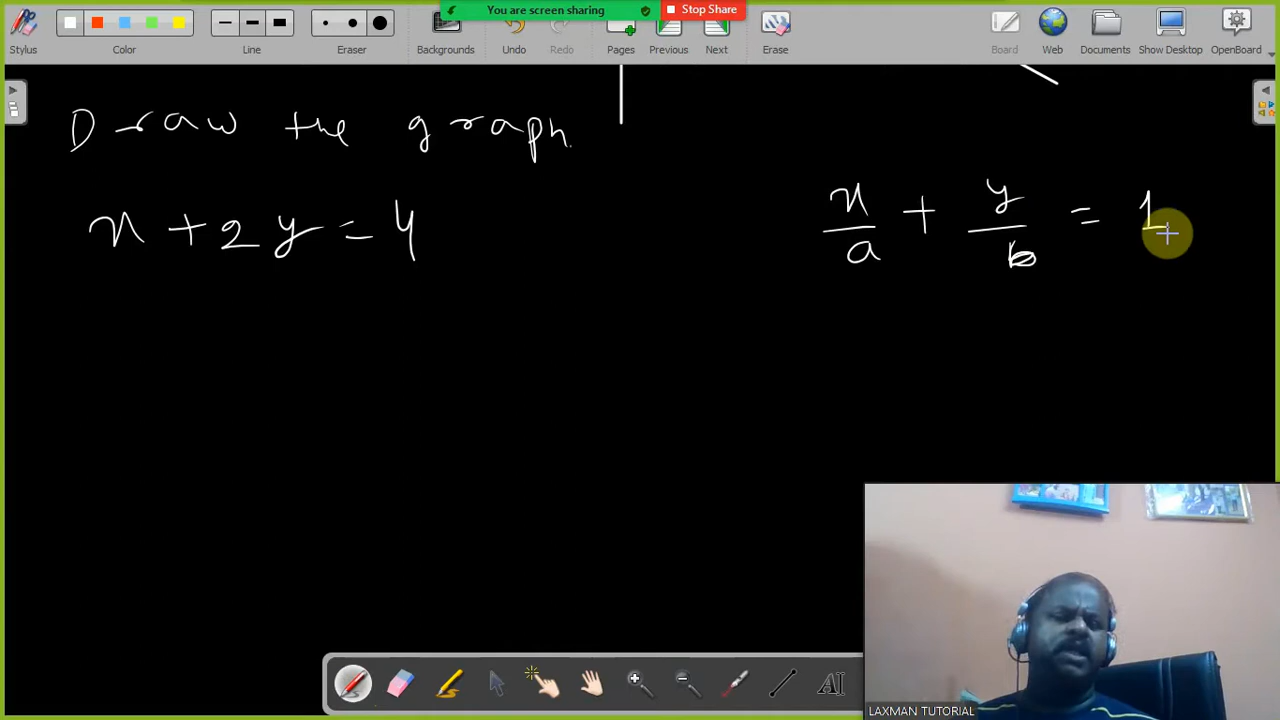 You are screen sharing Stop Share
Stylus Color Line Eraser Backgrounds Undo Redo Pages Previous Next Erase Board Web Documents Show Desktop OpenBoard
Draw the graph.
x + 2y = 4
x/a + y/b = 1
AI
LAXMAN TUTORIAL